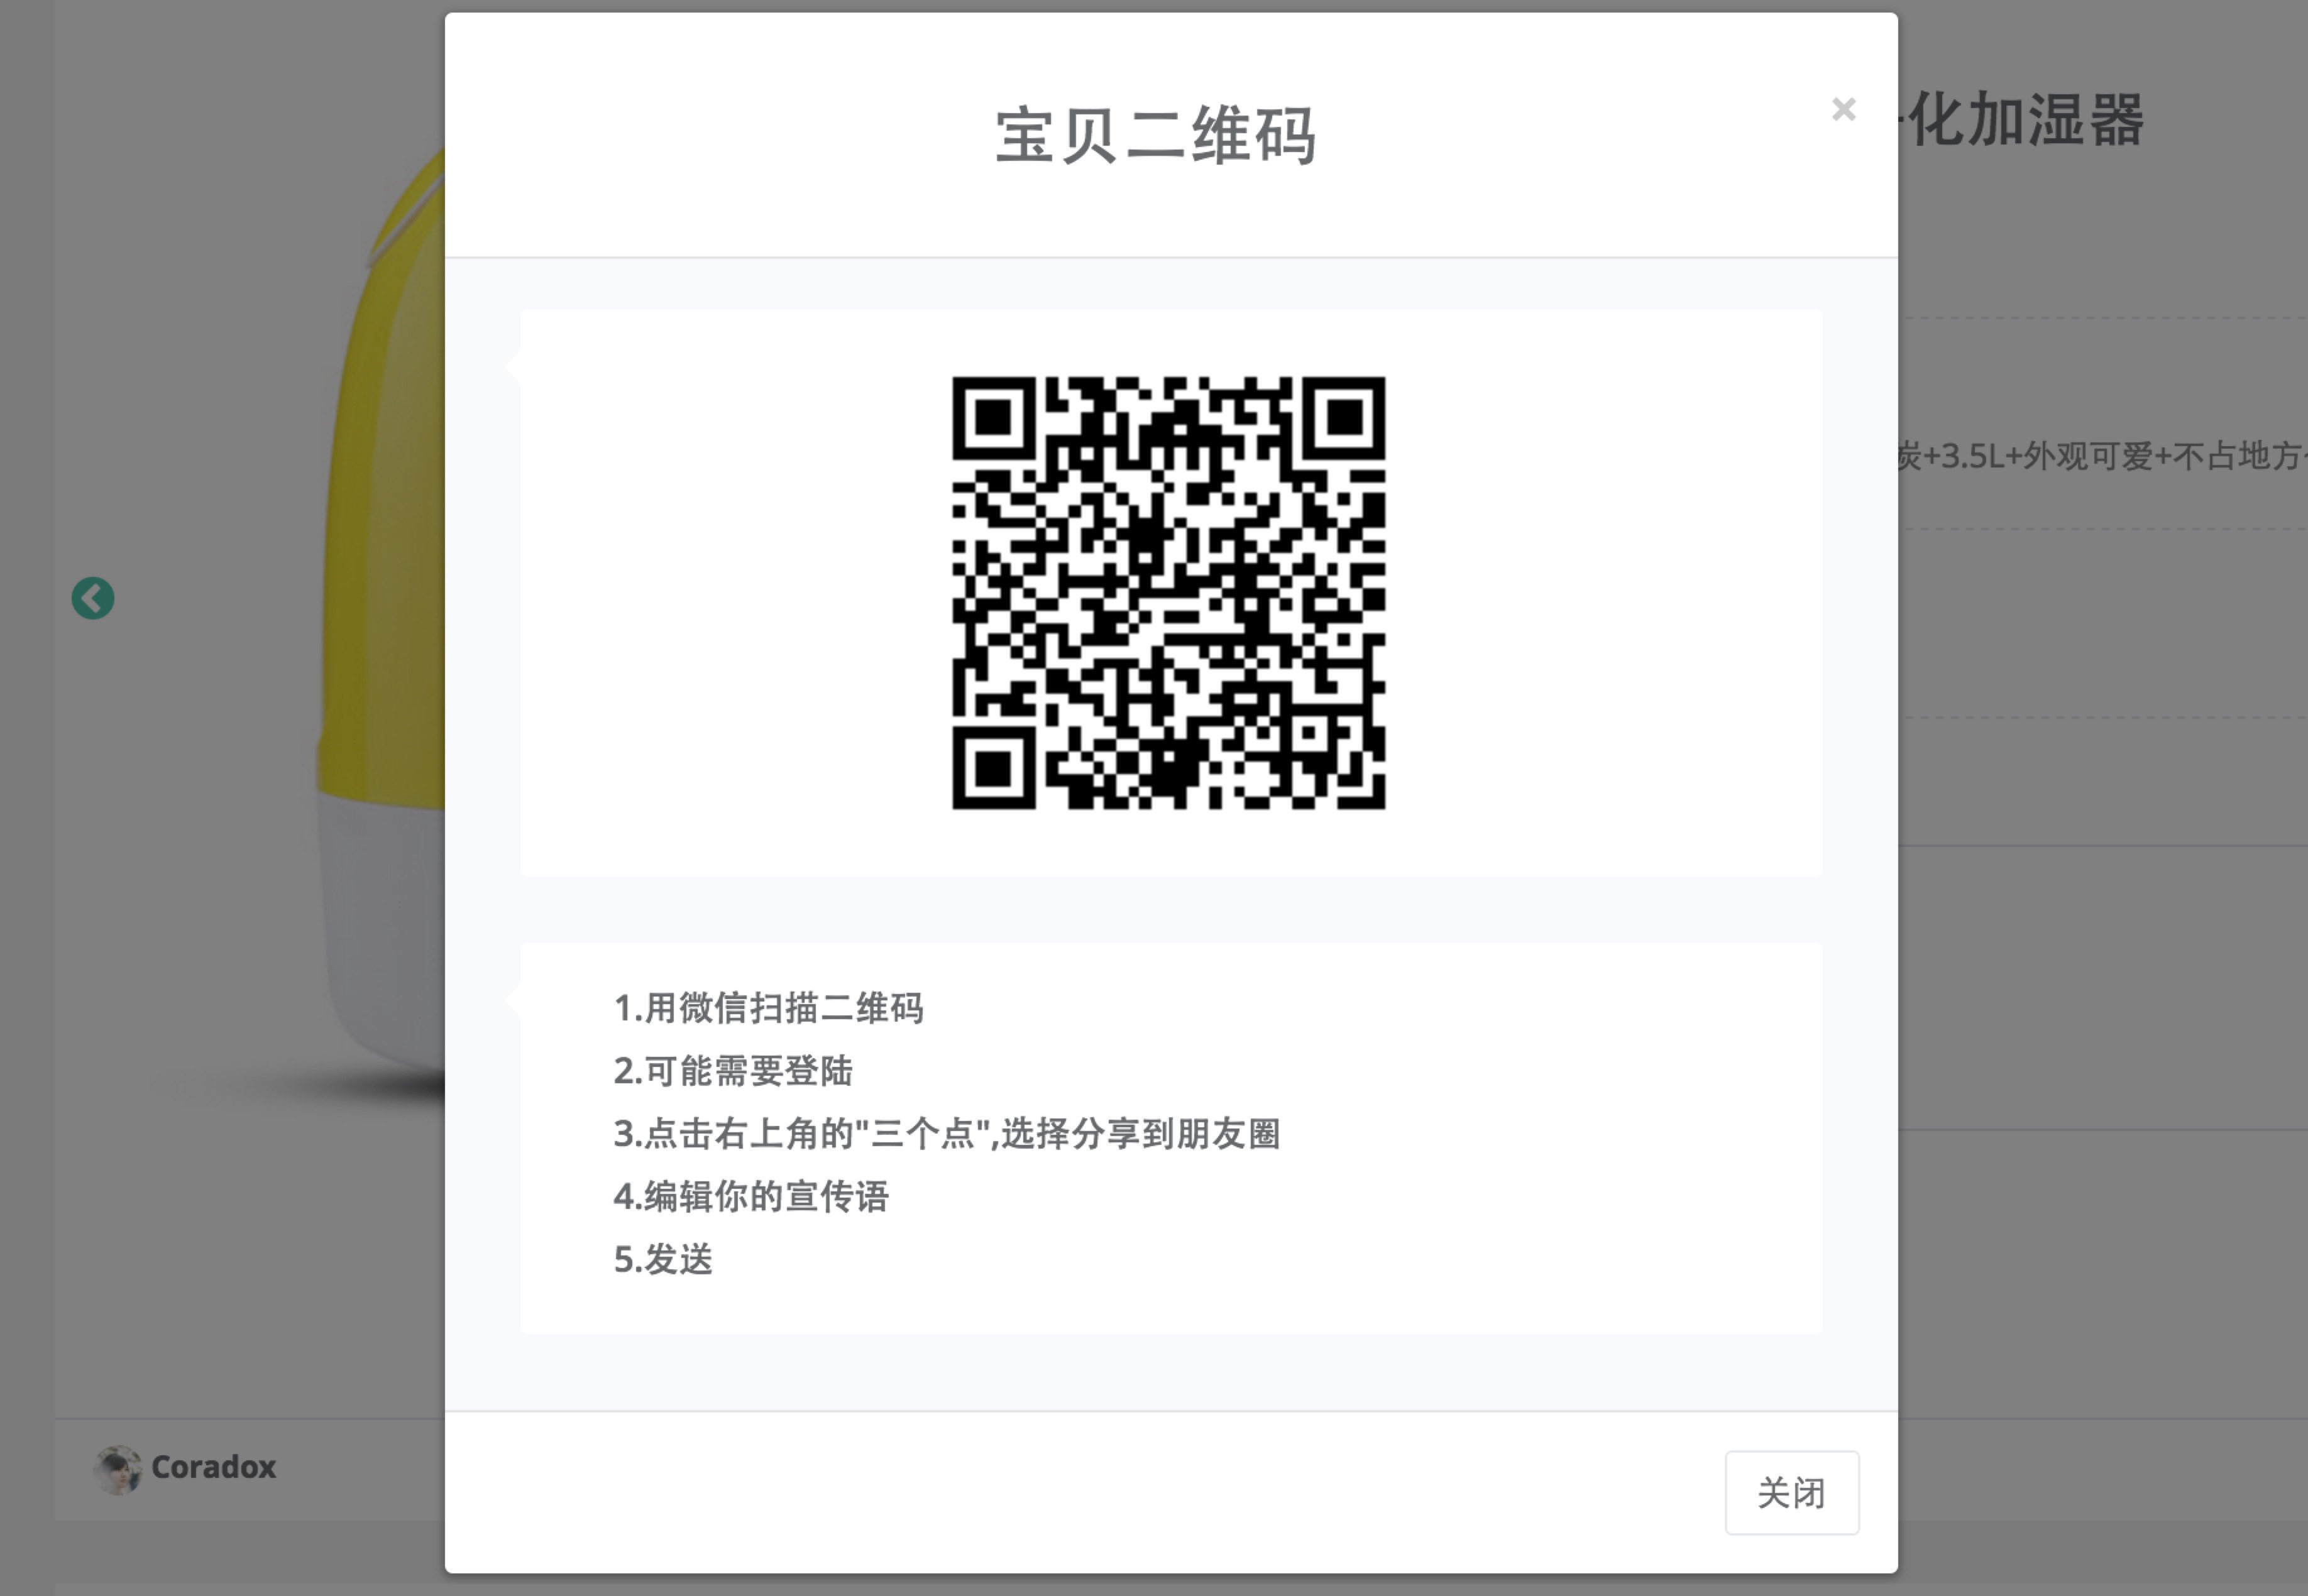 宝贝二维码
×
化加湿器
+3.5L+外观可爱+不占地方
1.用微信扫描二维码
2.可能需要登陆
3.点击右上角的"三个点",选择分享到朋友圈
4.编辑你的宣传语
5.发送
Coradox
关闭